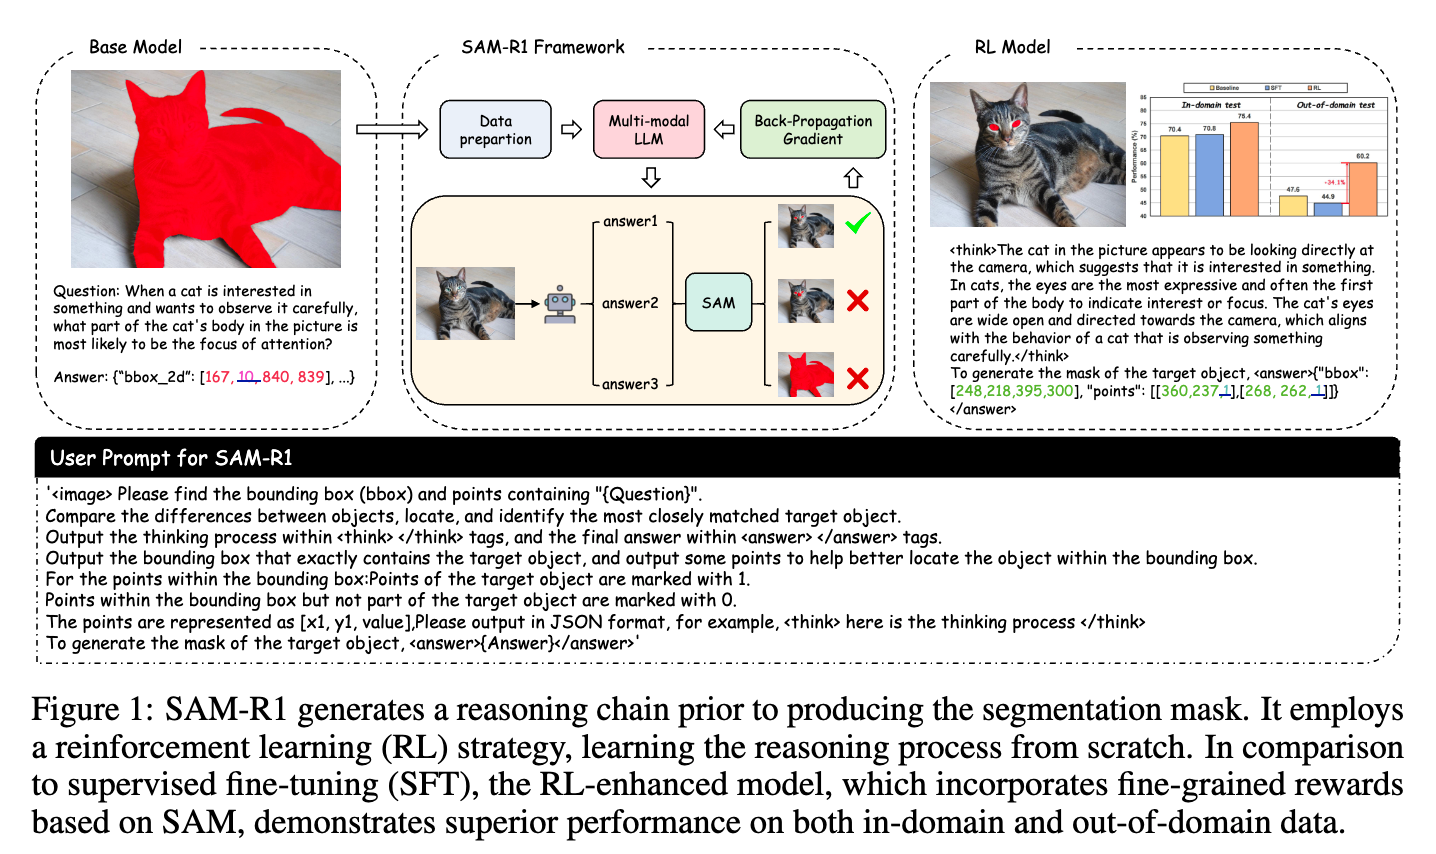 Base Model
Question: When a cat is interested in
something and wants to observe it carefully,
what part of the cat's body in the picture is
most likely to be the focus of attention?
Answer: {"bbox_2d": [167, 10, 840, 839], ...}
SAM-R1 Framework
Data
prepartion
Multi-modal
LLM
Back-Propagation
Gradient
answer1
answer2
answer3
SAM
RL Model
Baseline
SFT
RL
In-domain test
Out-of-domain test
Performance (%)
85
80
75
70
65
60
55
50
45
40
70.4
70.8
75.4
47.6
44.9
60.2
~34.1%
<think>The cat in the picture appears to be looking directly at
the camera, which suggests that it is interested in something.
In cats, the eyes are the most expressive and often the first
part of the body to indicate interest or focus. The cat's eyes
are wide open and directed towards the camera, which aligns
with the behavior of a cat that is observing something
carefully.</think>
To generate the mask of the target object, <answer>{"bbox":
[248,218,395,300], "points": [[360,237,1],[268, 262, 1]]}
</answer>
User Prompt for SAM-R1
'<image> Please find the bounding box (bbox) and points containing "{Question}".
Compare the differences between objects, locate, and identify the most closely matched target object.
Output the thinking process within <think> </think> tags, and the final answer within <answer> </answer> tags.
Output the bounding box that exactly contains the target object, and output some points to help better locate the object within the bounding box.
For the points within the bounding box:Points of the target object are marked with 1.
Points within the bounding box but not part of the target object are marked with 0.
The points are represented as [x1, y1, value],Please output in JSON format, for example, <think> here is the thinking process </think>
To generate the mask of the target object, <answer>{Answer}</answer>'
Figure 1: SAM-R1 generates a reasoning chain prior to producing the segmentation mask. It employs
a reinforcement learning (RL) strategy, learning the reasoning process from scratch. In comparison
to supervised fine-tuning (SFT), the RL-enhanced model, which incorporates fine-grained rewards
based on SAM, demonstrates superior performance on both in-domain and out-of-domain data.